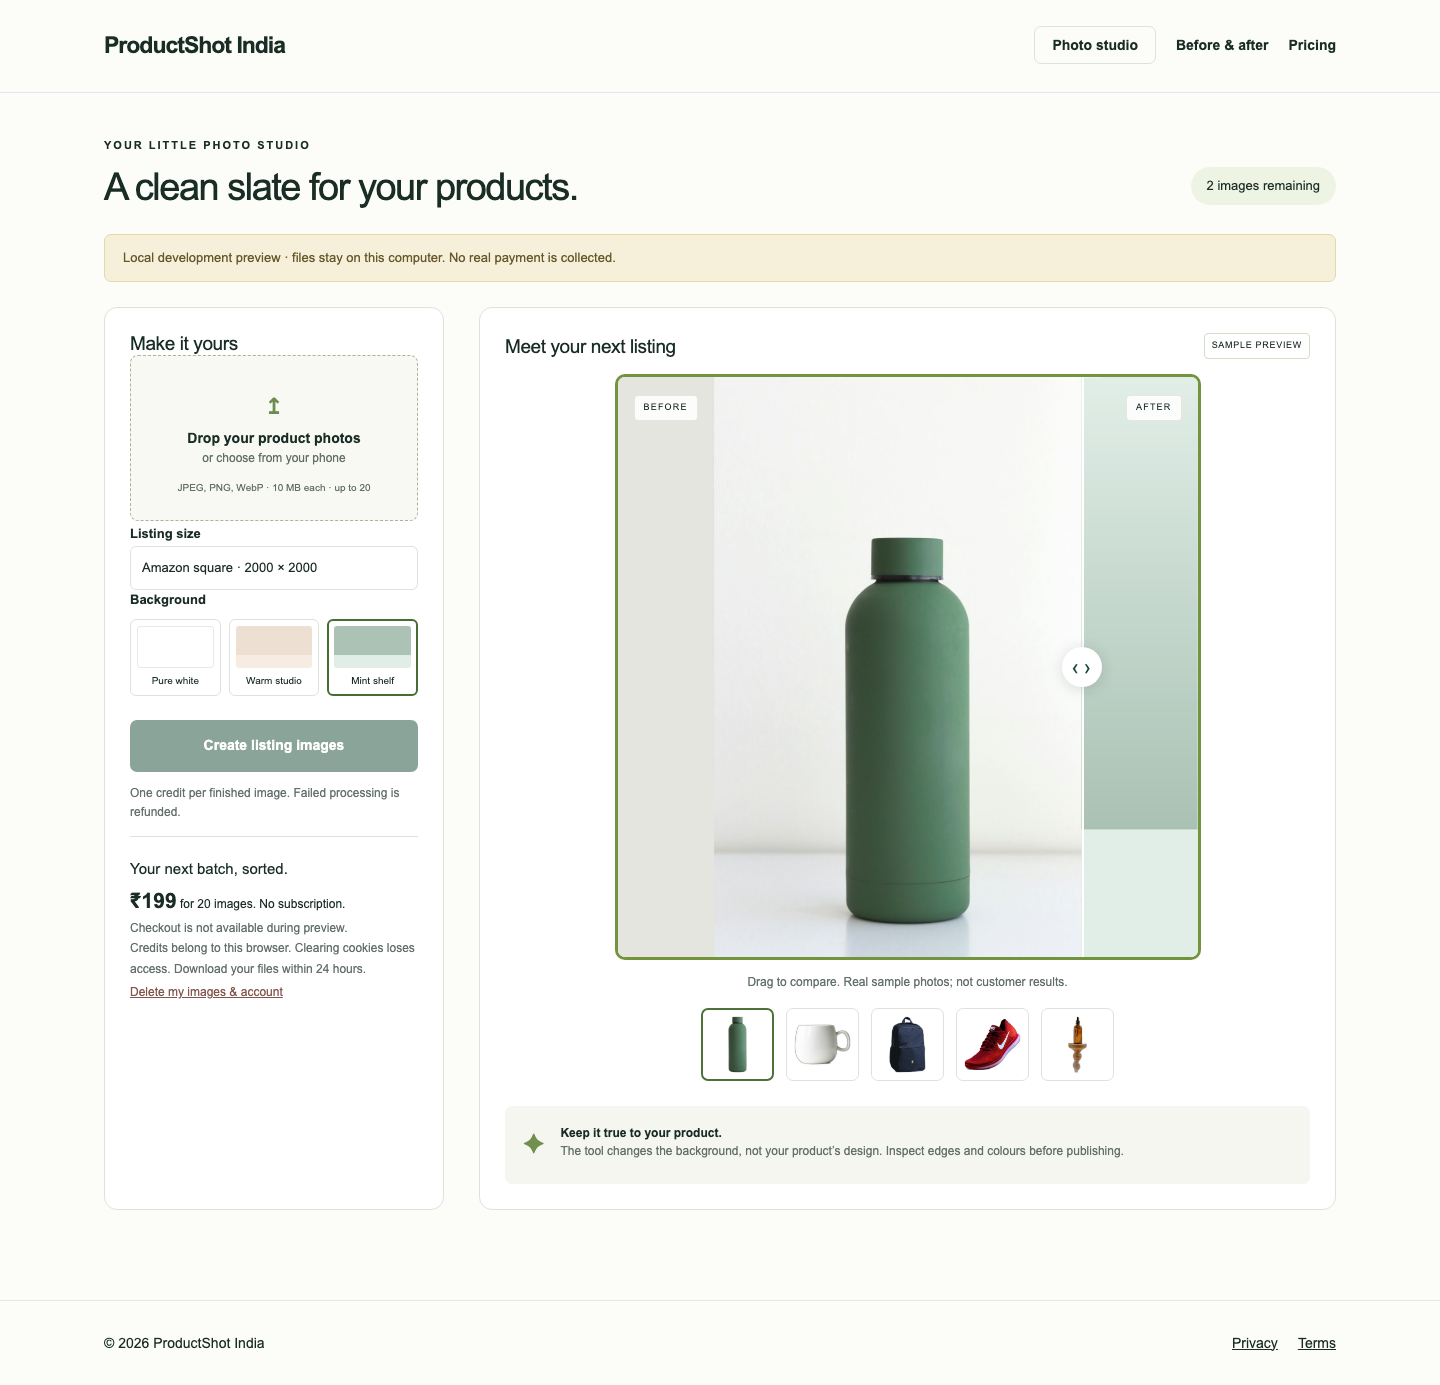 ProductShot India
Photo studio
Before & after
Pricing
YOUR LITTLE PHOTO STUDIO
A clean slate for your products.
2 images remaining
Local development preview · files stay on this computer. No real payment is collected.
Make it yours
↥
Drop your product photos
or choose from your phone
JPEG, PNG, WebP · 10 MB each · up to 20
Listing size
Amazon square · 2000 × 2000
Background
Pure white
Warm studio
Mint shelf
Create listing images
One credit per finished image. Failed processing is
refunded.
Your next batch, sorted.
₹199 for 20 images. No subscription.
Checkout is not available during preview.
Credits belong to this browser. Clearing cookies loses
access. Download your files within 24 hours.
Delete my images & account
Meet your next listing
SAMPLE PREVIEW
BEFORE
AFTER
Drag to compare. Real sample photos; not customer results.
Keep it true to your product.
The tool changes the background, not your product’s design. Inspect edges and colours before publishing.
© 2026 ProductShot India
Privacy
Terms